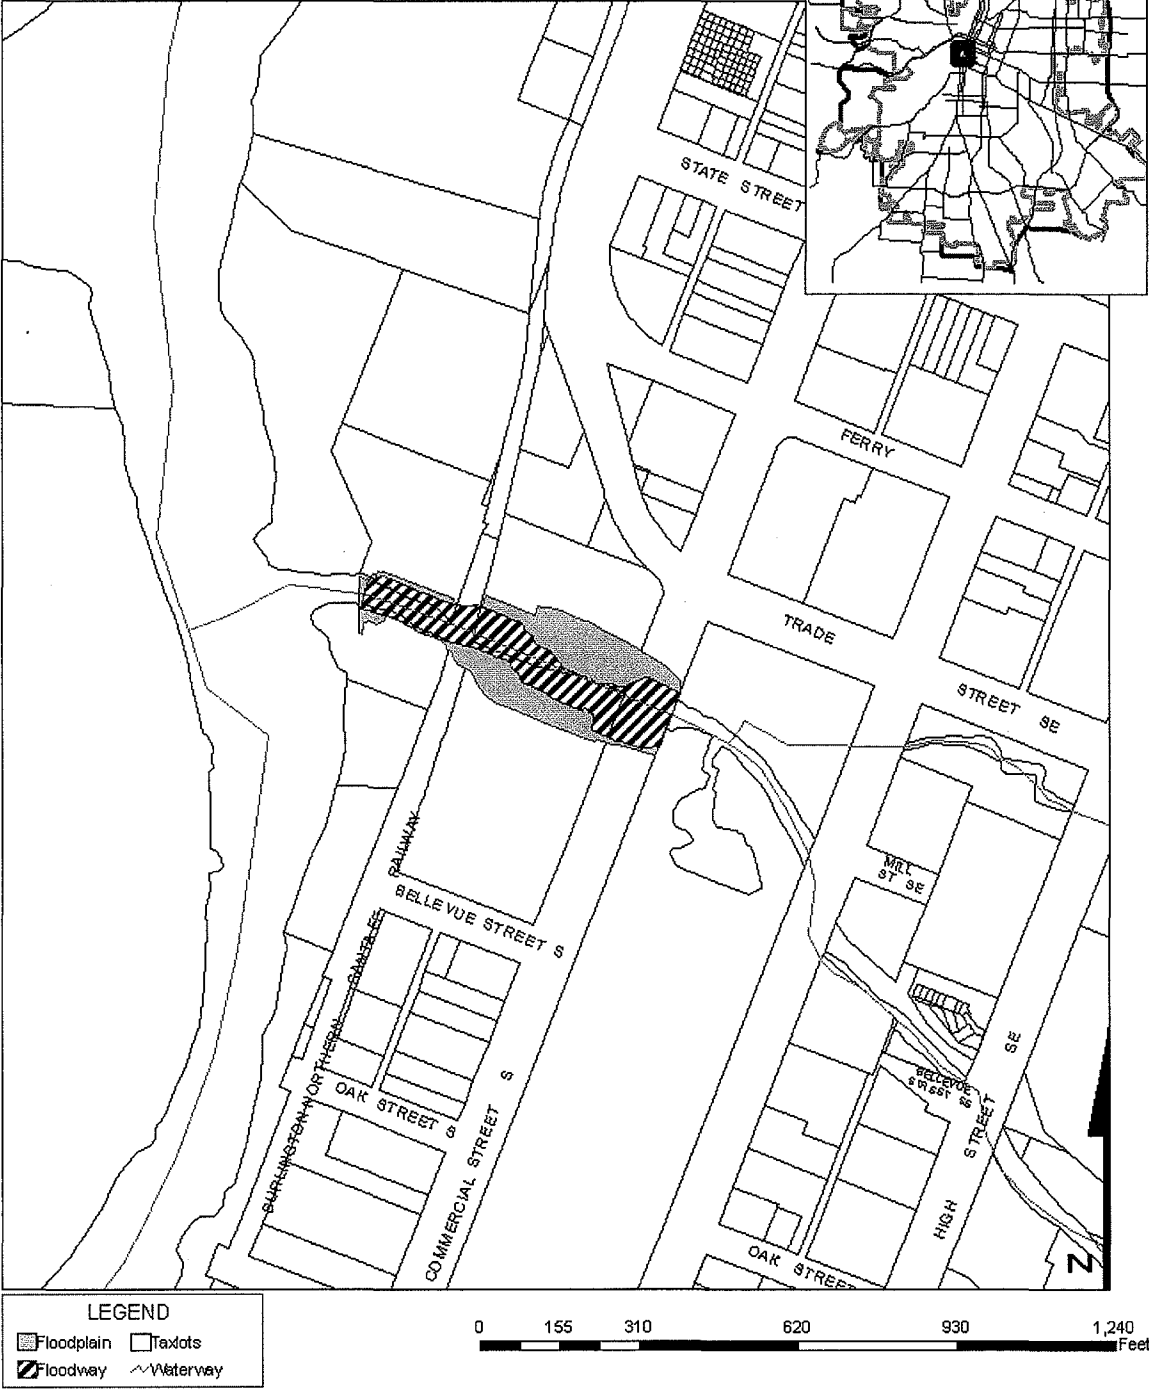 STATE STREET
FERRY
TRADE
STREET SE
MILL
ST SE
RAILWAY
BELLEVUE STREET S
SANTA FE
BURLINGTON NORTHERN
OAK STREET S
COMMERCIAL STREET S
BELLEVUE
STREET SE
HIGH STREET SE
OAK STREET
N
LEGEND
Floodplain Taxlots
Floodway Waterway
0 155 310 620 930 1,240
Feet